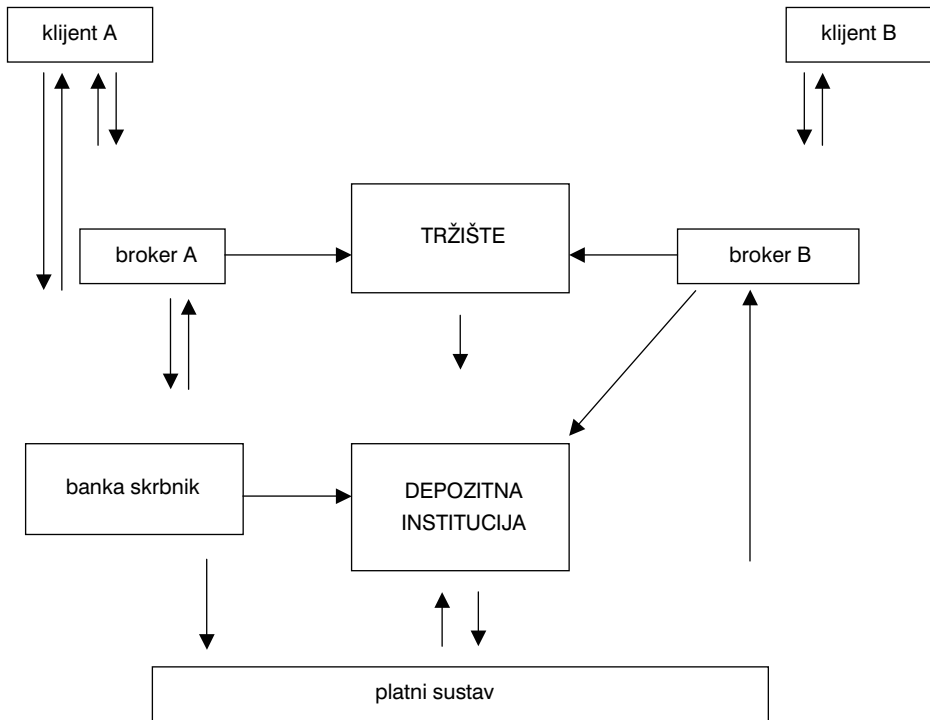 klijent A
klijent B
TRŽIŠTE
broker A
broker B
banka skrbnik
DEPOZITNA
INSTITUCIJA
platni sustav